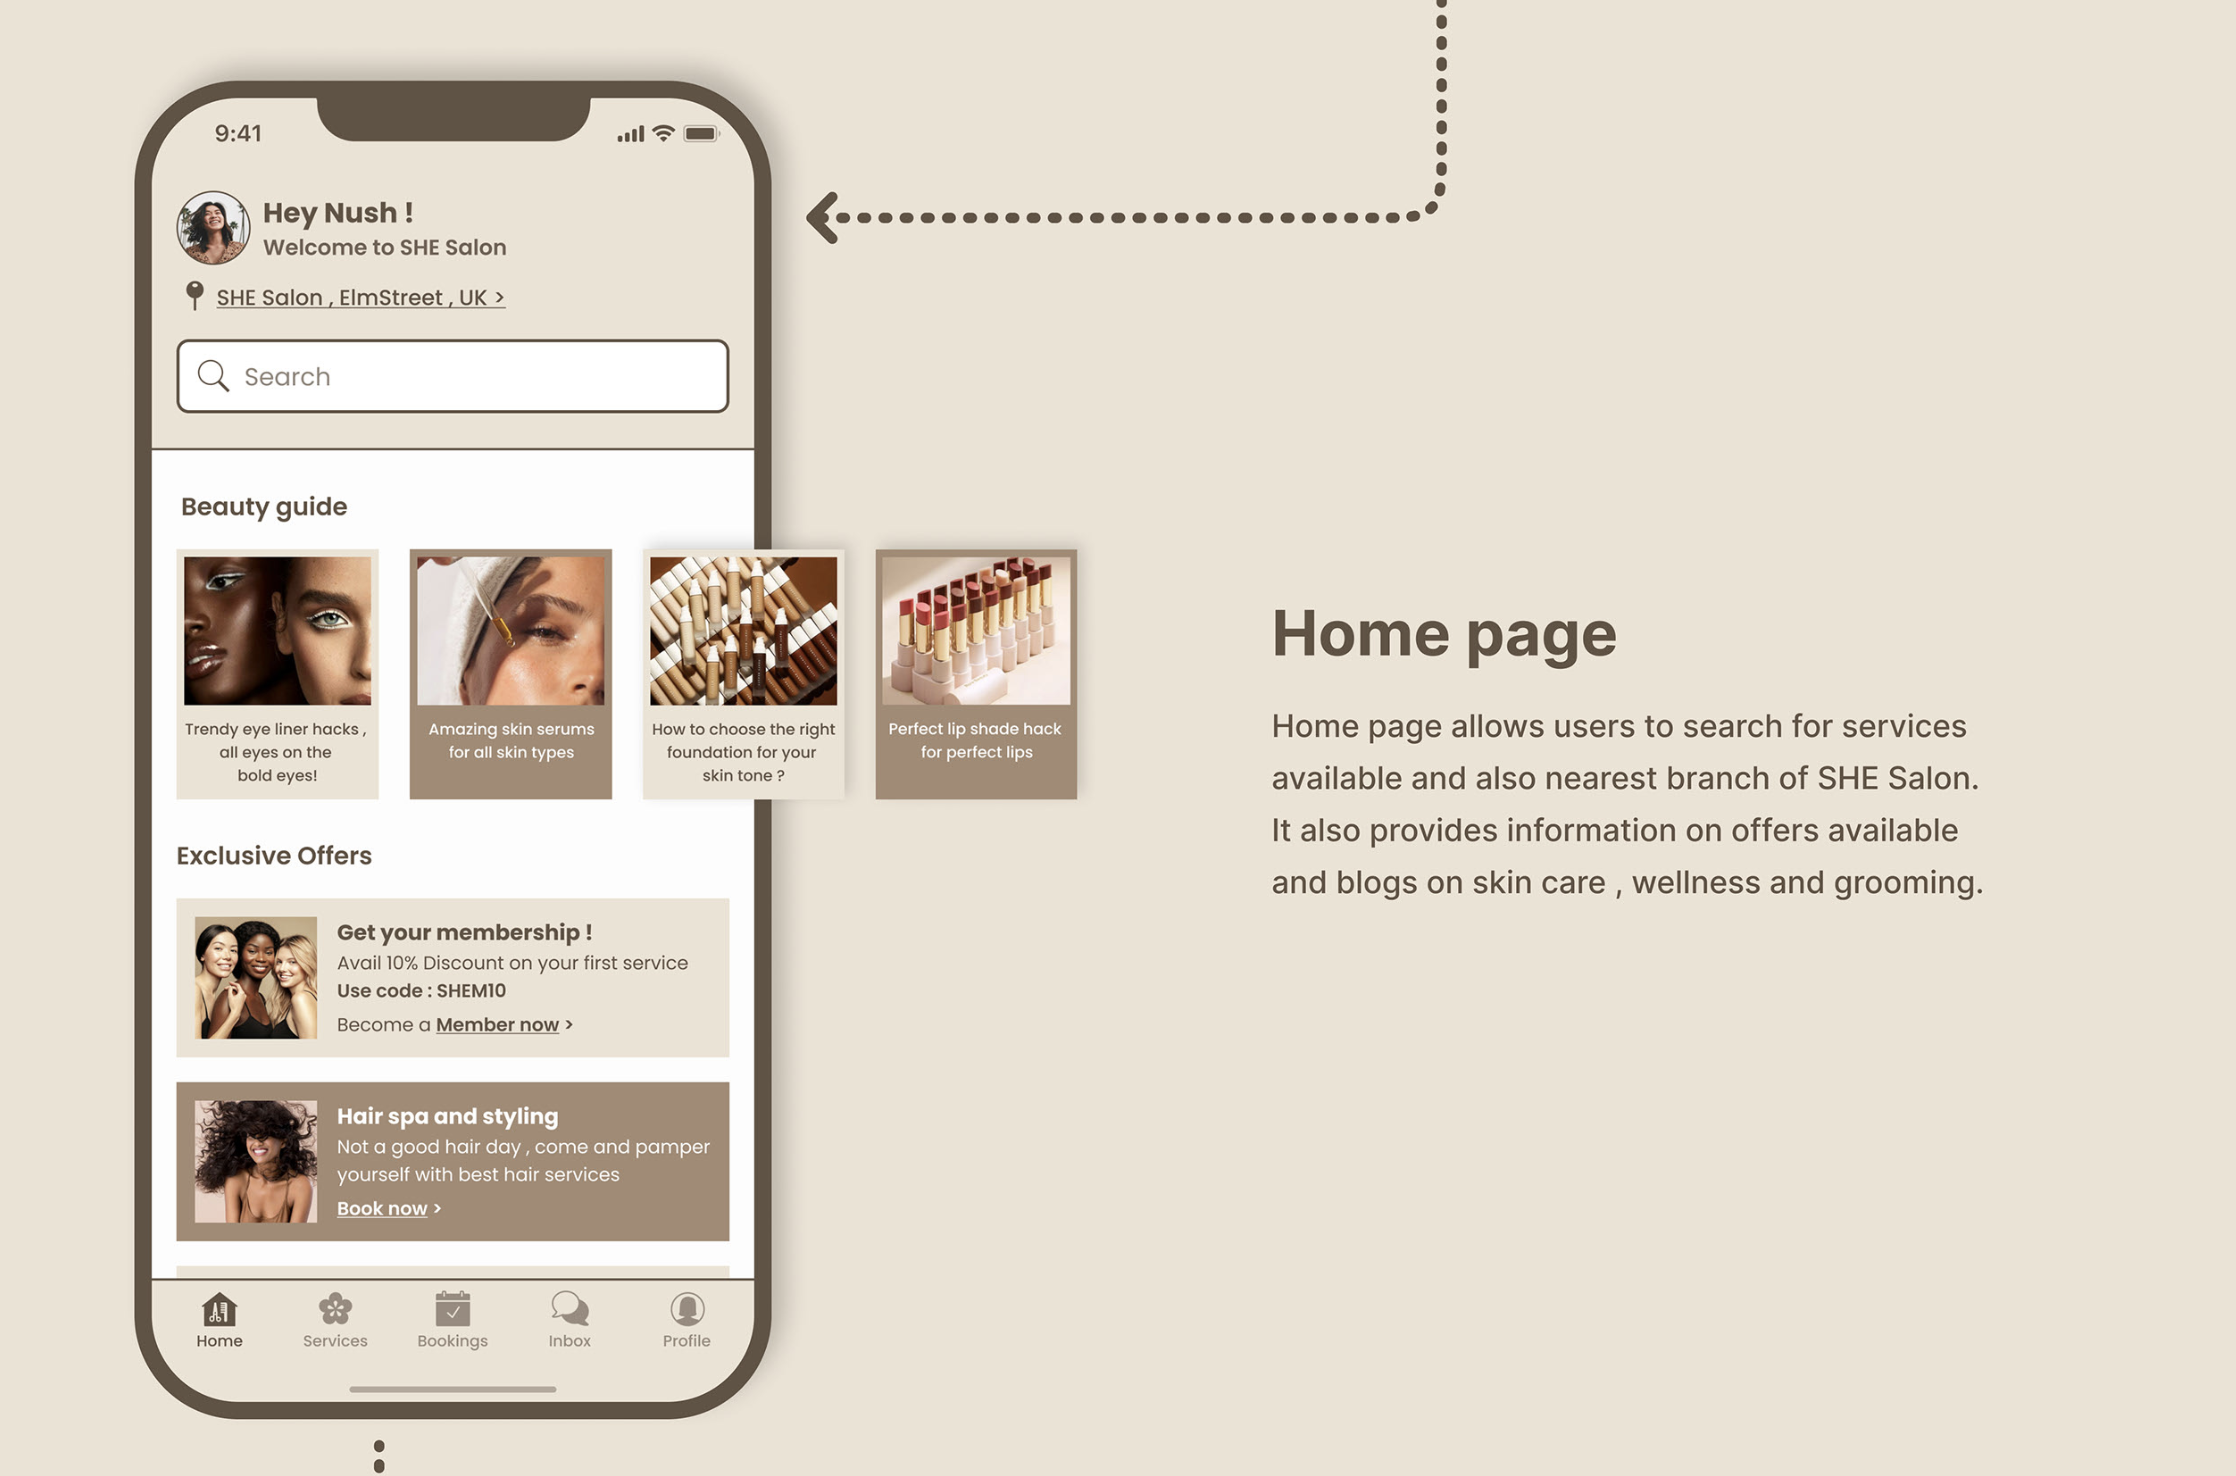 9:41
Hey Nush !
Welcome to SHE Salon
SHE Salon , ElmStreet , UK >
Search
Beauty guide
Trendy eye liner hacks ,
all eyes on the
bold eyes!
Amazing skin serums
for all skin types
How to choose the right
foundation for your
skin tone ?
Perfect lip shade hack
for perfect lips
Exclusive Offers
Get your membership !
Avail 10% Discount on your first service
Use code : SHEM10
Become a Member now >
Hair spa and styling
Not a good hair day , come and pamper
yourself with best hair services
Book now >
Home
Services
Bookings
Inbox
Profile
Home page
Home page allows users to search for services
available and also nearest branch of SHE Salon.
It also provides information on offers available
and blogs on skin care , wellness and grooming.